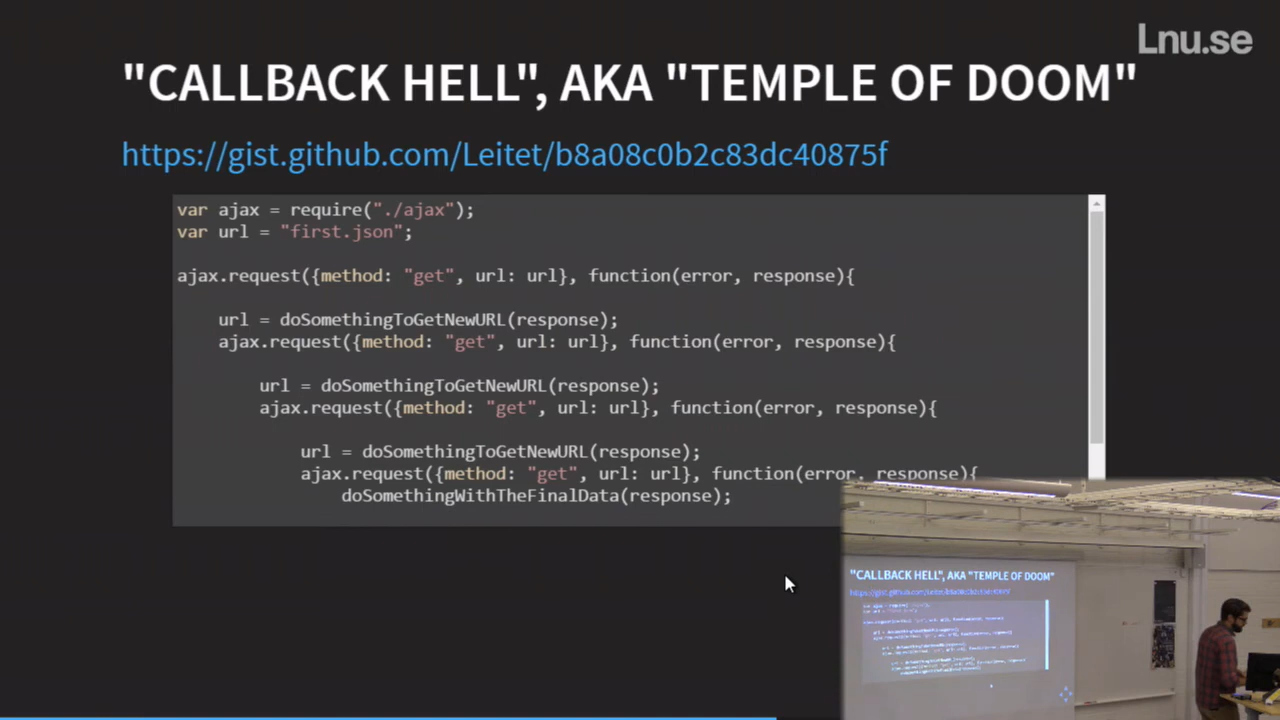 Lnu.se
"CALLBACK HELL", AKA "TEMPLE OF DOOM"
https://gist.github.com/Leitet/b8a08c0b2c83dc40875f
var ajax = require("./ajax");
var url = "first.json";
ajax.request({method: "get", url: url}, function(error, response){
url = doSomethingToGetNewURL(response);
ajax.request({method: "get", url: url}, function(error, response){
url = doSomethingToGetNewURL(response);
ajax.request({method: "get", url: url}, function(error, response){
url = doSomethingToGetNewURL(response);
ajax.request({method: "get", url: url}, function(error, response){
doSomethingWithTheFinalData(response);
"CALLBACK HELL", AKA "TEMPLE OF DOOM"